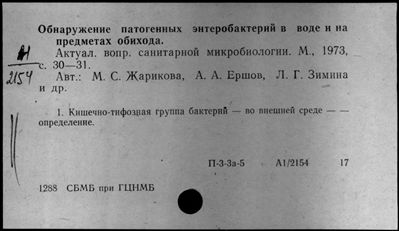 Обнаружение патогенных энтеробактерий в воде и на
предметах обихода.
Актуал. вопр. санитарной микробиологии. М., 1973,
с. 30—31.
2154
Авт.: М. С. Жарикова, А. А. Ершов, Л. Г. Зимина
и др.
1. Кишечно-тифозная группа бактерий — во внешней среде — —
определение.
П-3-3а-5 А1/2154 17
1288 СБМБ при ГЦНМБ